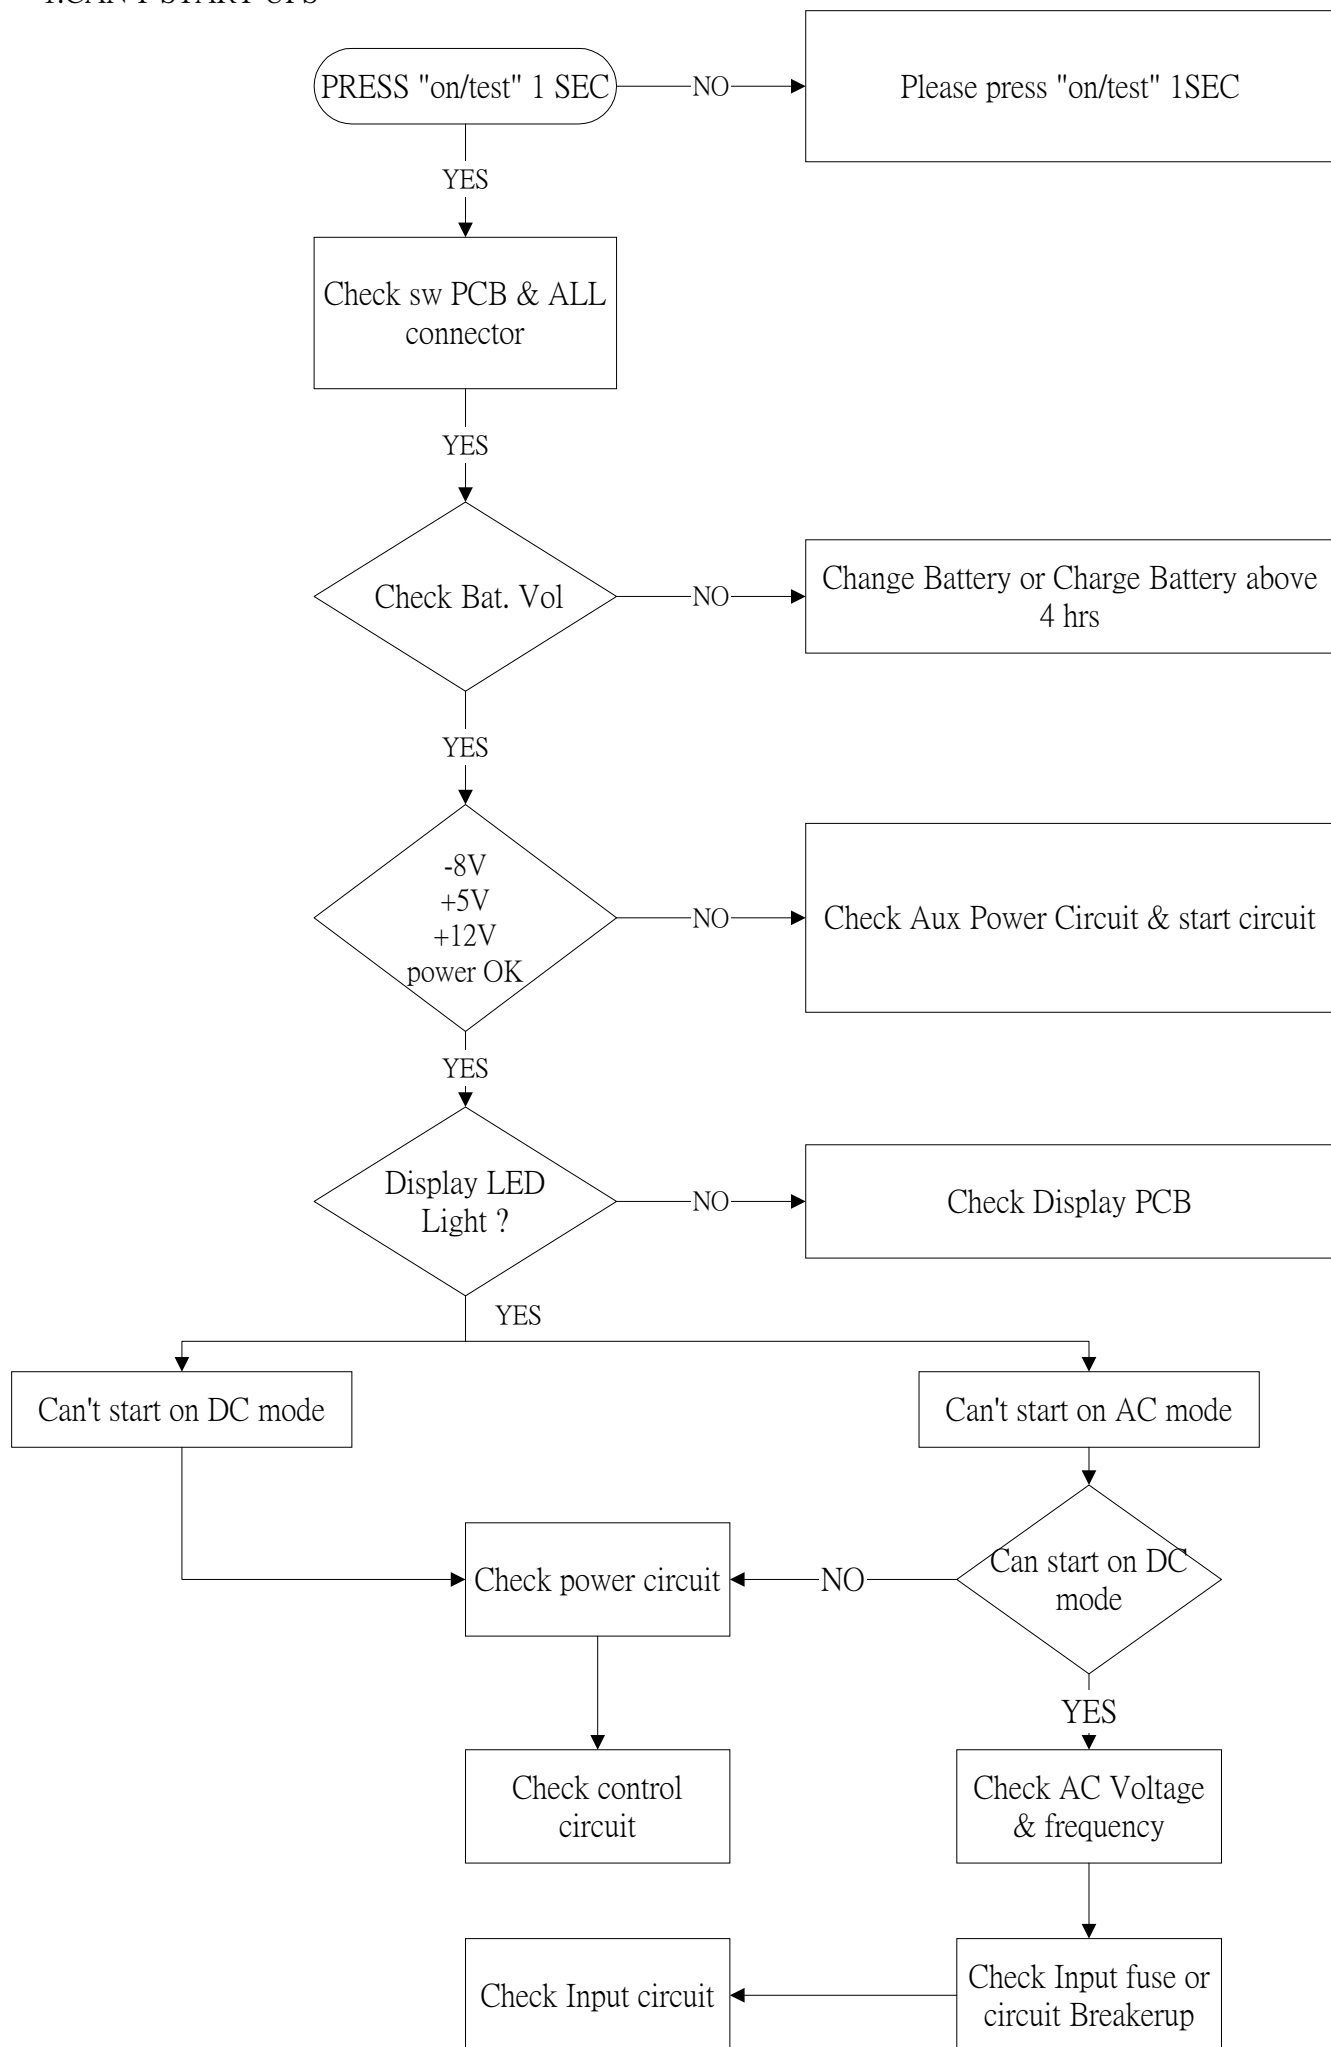 1.CAN'T START UPS
PRESS "on/test" 1 SEC
NO
Please press "on/test" 1SEC
YES
Check sw PCB & ALL
connector
YES
Check Bat. Vol
NO
Change Battery or Charge Battery above
4 hrs
YES
-8V
+5V
+12V
power OK
NO
Check Aux Power Circuit & start circuit
YES
Display LED
Light ?
NO
Check Display PCB
YES
Can't start on DC mode
Can't start on AC mode
Check power circuit
NO
Can start on DC
mode
YES
Check control
circuit
Check AC Voltage
& frequency
Check Input circuit
Check Input fuse or
circuit Breakerup